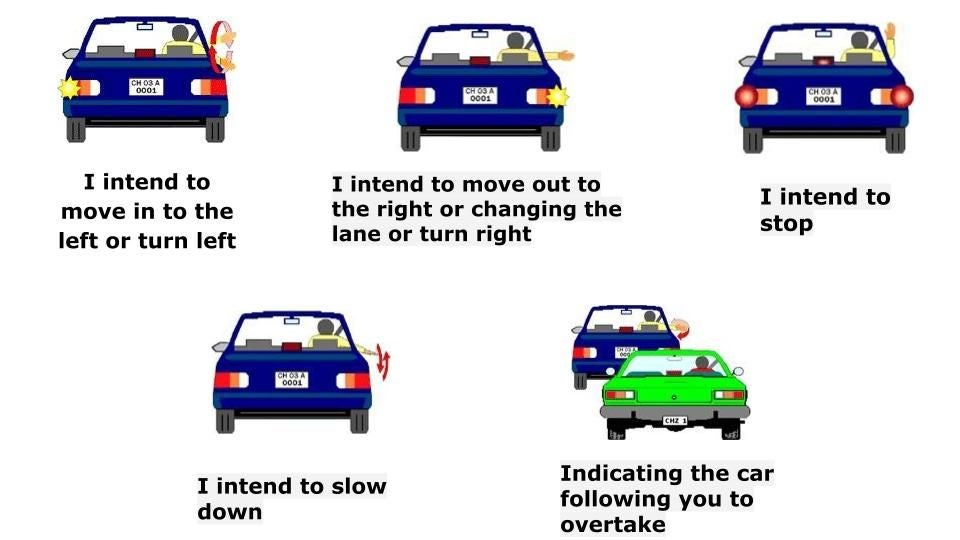 CH 03 A
0001
I intend to
move in to the
left or turn left
CH 03 A
0001
I intend to move out to
the right or changing the
lane or turn right
CH 03 A
0001
I intend to
stop
CH 03 A
0001
I intend to slow
down
CH 03 A
CHZ 1
Indicating the car
following you to
overtake